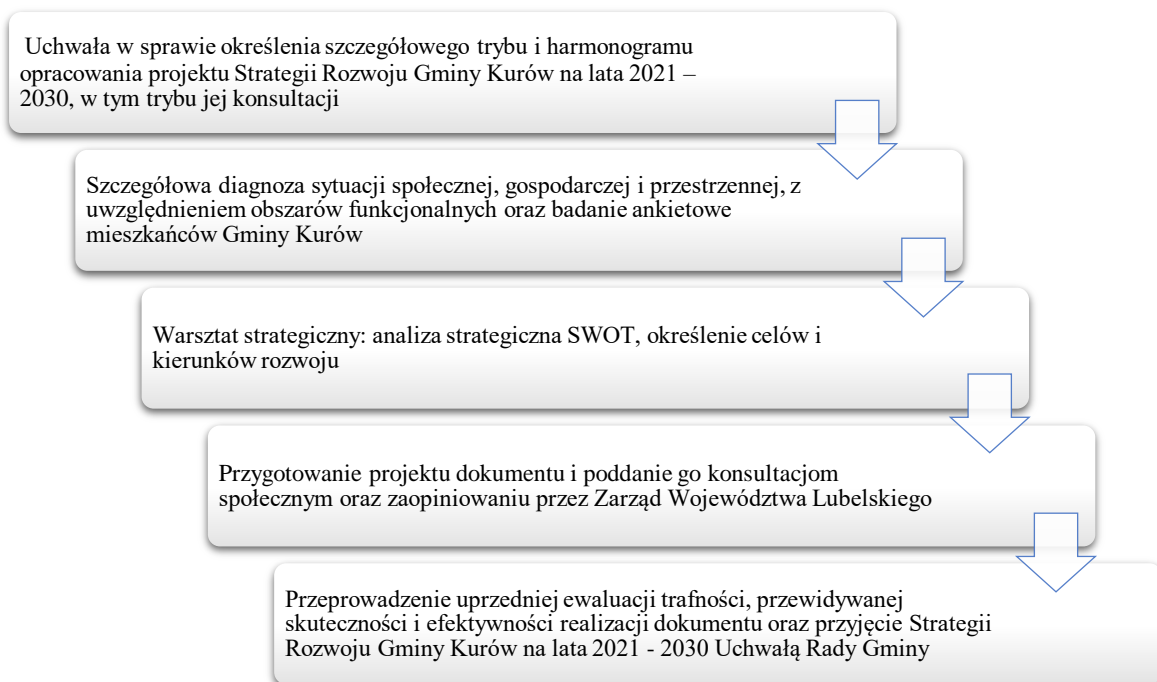 Uchwała w sprawie określenia szczegółowego trybu i harmonogramu
opracowania projektu Strategii Rozwoju Gminy Kurów na lata 2021 –
2030, w tym trybu jej konsultacji
Szczegółowa diagnoza sytuacji społecznej, gospodarczej i przestrzennej, z
uwzględnieniem obszarów funkcjonalnych oraz badanie ankietowe
mieszkańców Gminy Kurów
Warsztat strategiczny: analiza strategiczna SWOT, określenie celów i
kierunków rozwoju
Przygotowanie projektu dokumentu i poddanie go konsultacjom
społecznym oraz zaopiniowaniu przez Zarząd Województwa Lubelskiego
Przeprowadzenie uprzedniej ewaluacji trafności, przewidywanej
skuteczności i efektywności realizacji dokumentu oraz przyjęcie Strategii
Rozwoju Gminy Kurów na lata 2021 - 2030 Uchwałą Rady Gminy